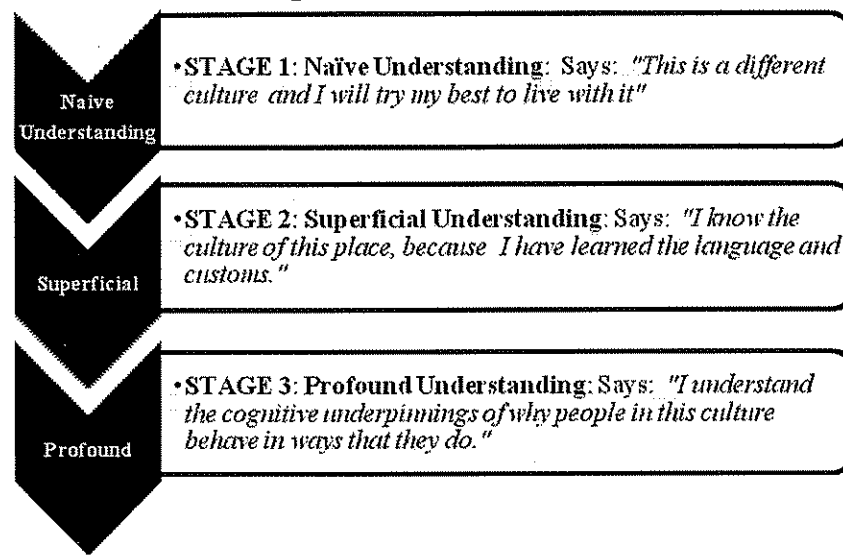 Naive
Understanding
•STAGE 1: Naïve Understanding: Says: "This is a different
culture and I will try my best to live with it"
Superficial
•STAGE 2: Superficial Understanding: Says: "I know the
culture of this place, because I have learned the language and
customs."
Profound
•STAGE 3: Profound Understanding: Says: "I understand
the cognitive underpinnings of why people in this culture
behave in ways that they do."